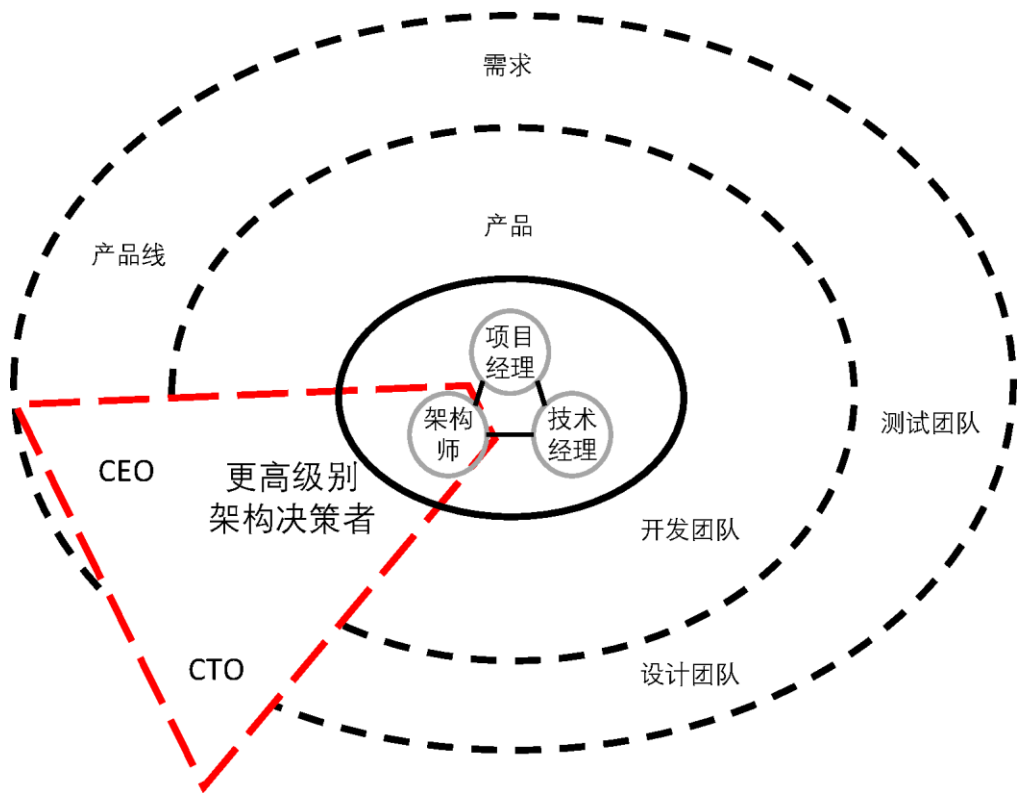 需求
产品
产品线
项目
经理
架构
师
技术
经理
测试团队
CEO
更高级别
架构决策者
开发团队
CTO
设计团队